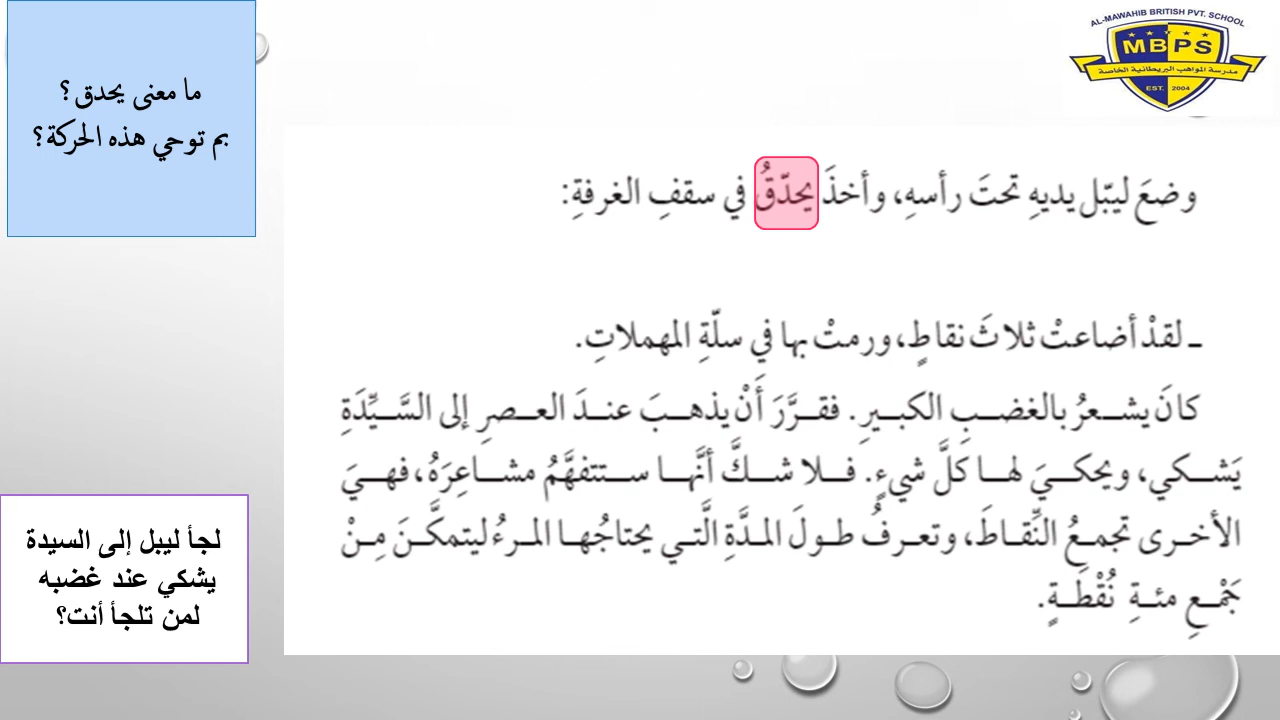 AL-MAWAHIB BRITISH PVT. SCHOOL
MBPS
مدرسة المواهب البريطانية الخاصة
EST. 2004
ما معنى يحدق؟
بم توحي هذه الحركة؟
وضعَ ليبّل يديهِ تحتَ رأسهِ، وأخذَ يحدّقُ في سقفِ الغرفةِ:
ـ لقدْ أضاعتْ ثلاثَ نقاطٍ، ورمتْ بها في سلّةِ المهملاتِ.
كانَ يشعرُ بالغضبِ الكبيرِ. فقرَّرَ أَنْ يذهبَ عندَ العصرِ إلى السَّيِّدَةِ
يَشكي، ويحكيَ لها كلَّ شيءٍ. فلا شكَّ أنَّها ستتفهَّمُ مشاعِرَهُ، فهيَ
الأخرى تجمعُ النِّقاطَ، وتعرفُ طولَ المدَّةِ الَّتي يحتاجُها المرءُ ليتمكَّنَ مِنْ
جَمْعِ مئةِ نُقْطَةٍ.
لجأ ليبل إلى السيدة
يشكي عند غضبه
لمن تلجأ أنت؟